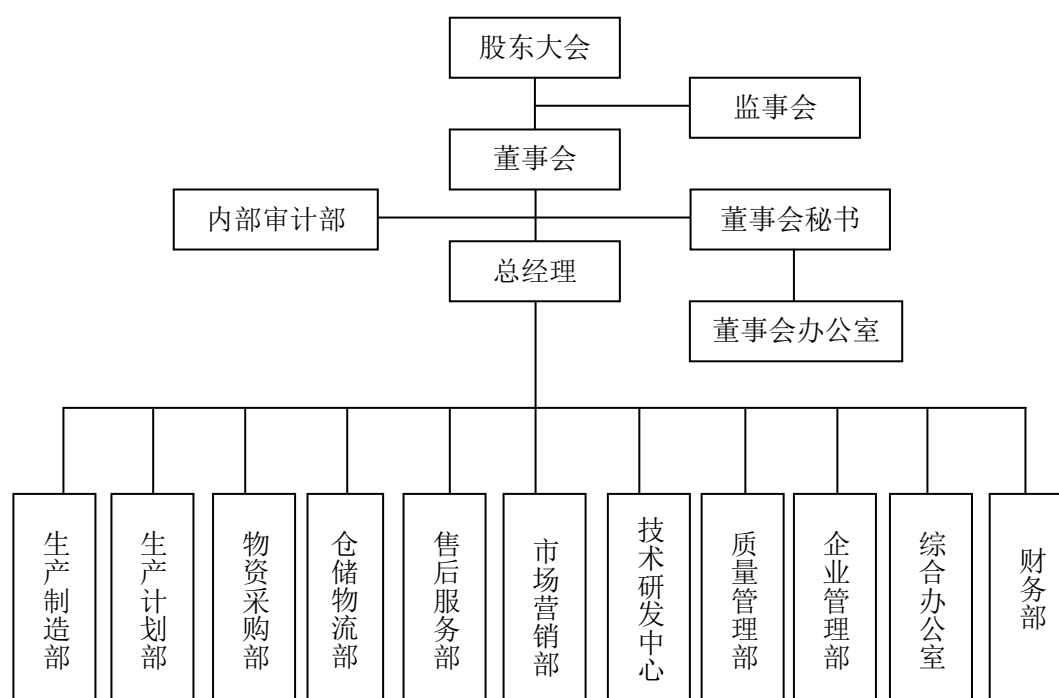 股东大会
监事会
董事会
内部审计部
董事会秘书
总经理
董事会办公室
生产制造部
生产计划部
物资采购部
仓储物流部
售后服务部
市场营销部
技术研发中心
质量管理部
企业管理部
综合办公室
财务部